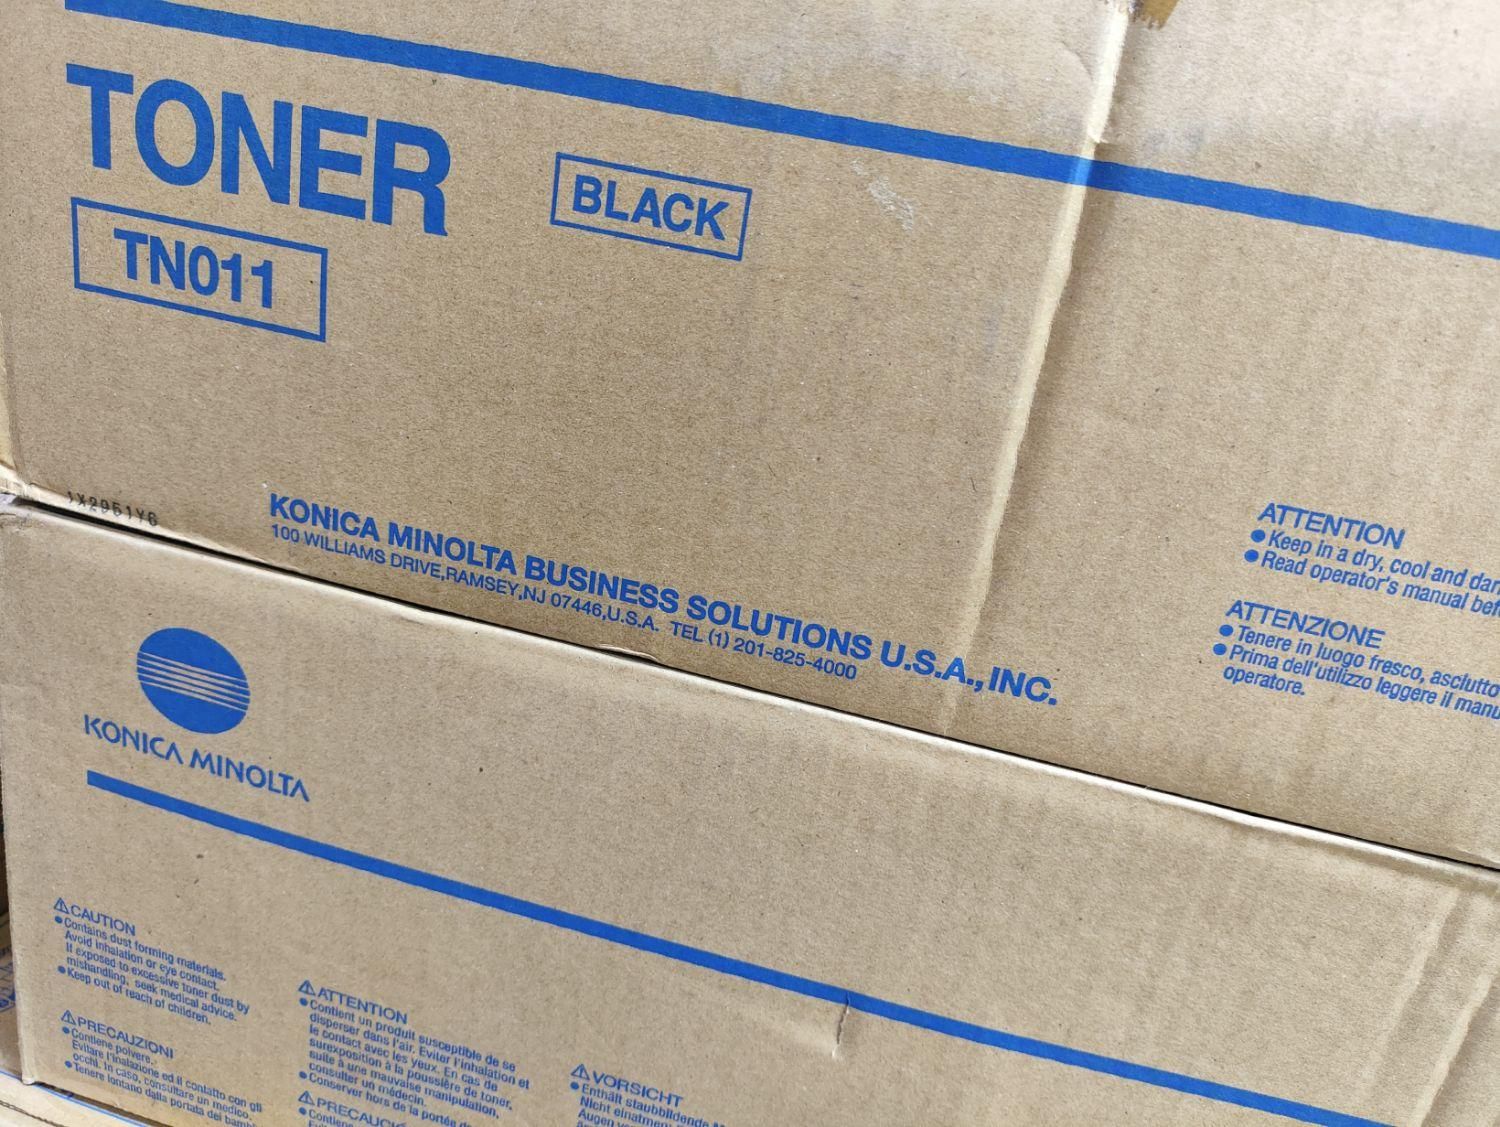 TONER
BLACK
TN011
1X2951Y6
KONICA MINOLTA BUSINESS SOLUTIONS U.S.A., INC.
100 WILLIAMS DRIVE,RAMSEY,NJ 07446,U.S.A. TEL (1) 201-825-4000
ATTENTION
●Keep in a dry, cool and
●Read operator's manual
ATTENZIONE
●Tenere in luogo fresco, asciutto
●Prima dell'utilizzo leggere il
operatore.
KONICA MINOLTA
⚠CAUTION
●Contains dust forming materials.
Avoid inhalation or eye contact.
If exposed to excessive toner dust by
mishandling, seek medical advice.
●Keep out of reach of children.
⚠PRECAUZIONI
●Contiene polvere.
Evitare l'inalazione ed il contatto con gli
occhi. In caso, consultare un medico.
●Tenere lontano dalla portata dei
⚠ATTENTION
●Contient un produit susceptible de se
disperser dans l'air. Eviter l'inhalation et
le contact avec les yeux. En cas de
surexposition à la poussière de toner,
suite à une mauvaise manipulation,
consulter un médecin.
●Conserver hors de la portée
●Contiene
⚠VORSICHT
●Enthält staubbildende
Nicht einatmen.
Augen